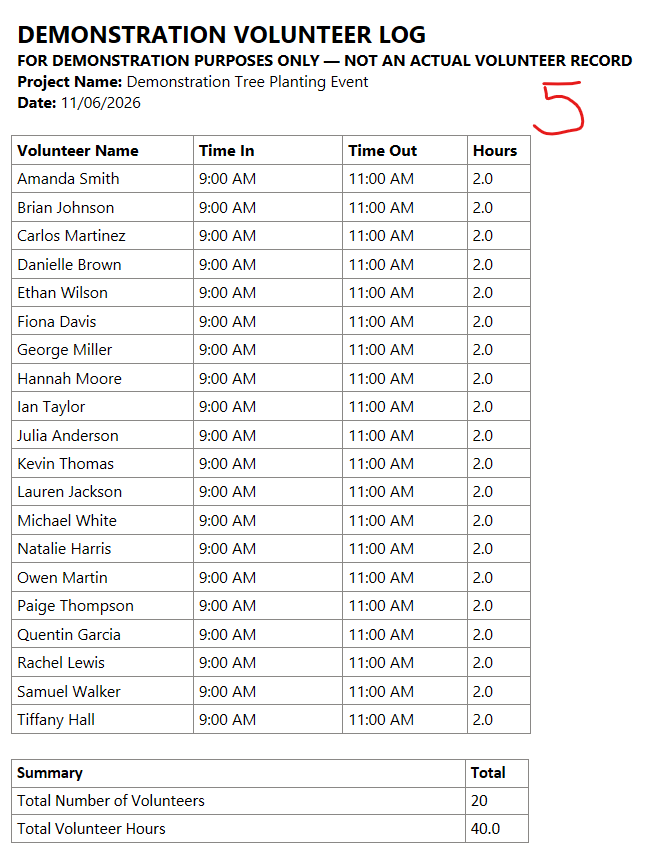 DEMONSTRATION VOLUNTEER LOG
FOR DEMONSTRATION PURPOSES ONLY — NOT AN ACTUAL VOLUNTEER RECORD
Project Name: Demonstration Tree Planting Event
Date: 11/06/2026
5
Volunteer Name Time In Time Out Hours
Amanda Smith 9:00 AM 11:00 AM 2.0
Brian Johnson 9:00 AM 11:00 AM 2.0
Carlos Martinez 9:00 AM 11:00 AM 2.0
Danielle Brown 9:00 AM 11:00 AM 2.0
Ethan Wilson 9:00 AM 11:00 AM 2.0
Fiona Davis 9:00 AM 11:00 AM 2.0
George Miller 9:00 AM 11:00 AM 2.0
Hannah Moore 9:00 AM 11:00 AM 2.0
Ian Taylor 9:00 AM 11:00 AM 2.0
Julia Anderson 9:00 AM 11:00 AM 2.0
Kevin Thomas 9:00 AM 11:00 AM 2.0
Lauren Jackson 9:00 AM 11:00 AM 2.0
Michael White 9:00 AM 11:00 AM 2.0
Natalie Harris 9:00 AM 11:00 AM 2.0
Owen Martin 9:00 AM 11:00 AM 2.0
Paige Thompson 9:00 AM 11:00 AM 2.0
Quentin Garcia 9:00 AM 11:00 AM 2.0
Rachel Lewis 9:00 AM 11:00 AM 2.0
Samuel Walker 9:00 AM 11:00 AM 2.0
Tiffany Hall 9:00 AM 11:00 AM 2.0
Summary Total
Total Number of Volunteers 20
Total Volunteer Hours 40.0